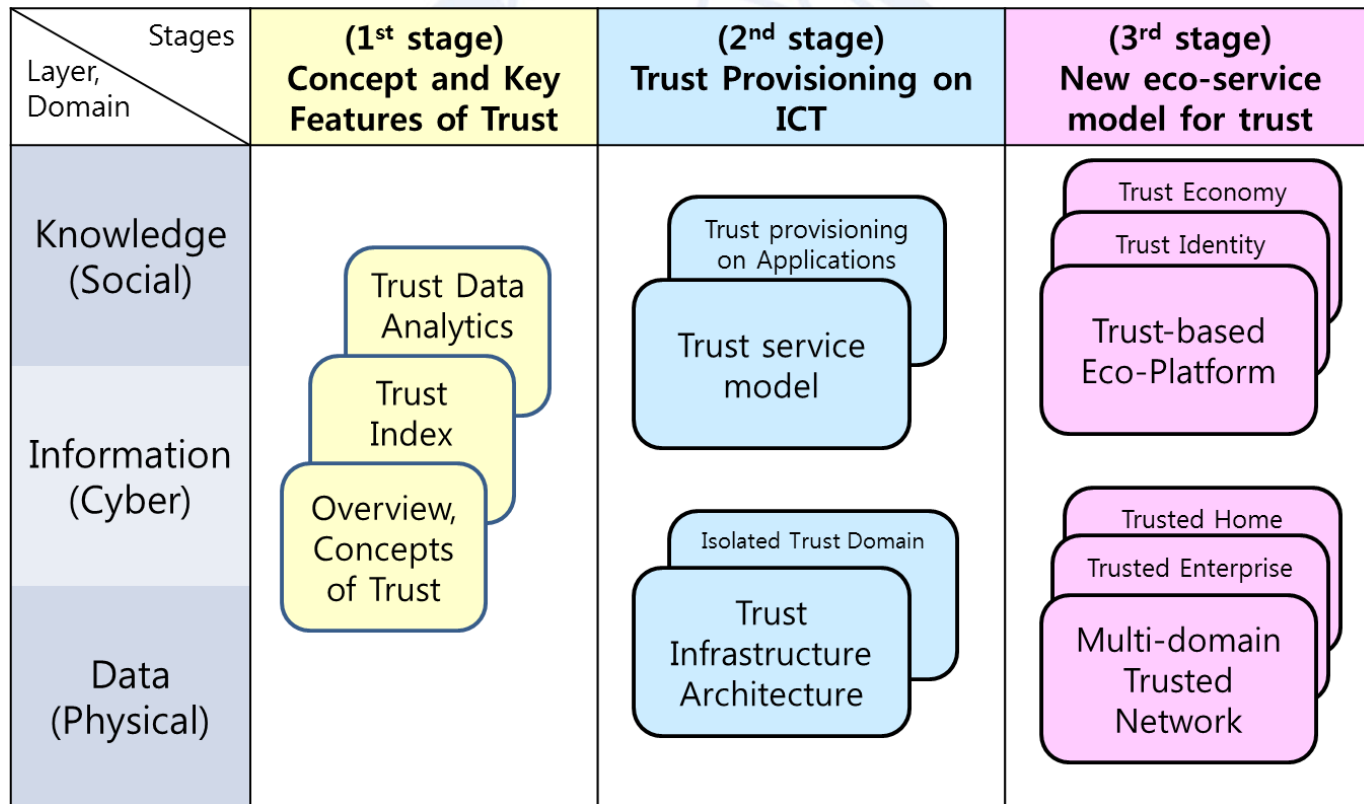 Stages
Layer,
Domain
(1st stage)
Concept and Key
Features of Trust
(2nd stage)
Trust Provisioning on
ICT
(3rd stage)
New eco-service
model for trust
Knowledge
(Social)
Information
(Cyber)
Data
(Physical)
Trust Data
Analytics
Trust
Index
Overview,
Concepts
of Trust
Trust provisioning
on Applications
Trust service
model
Isolated Trust Domain
Trust
Infrastructure
Architecture
Trust Economy
Trust Identity
Trust-based
Eco-Platform
Trusted Home
Trusted Enterprise
Multi-domain
Trusted
Network